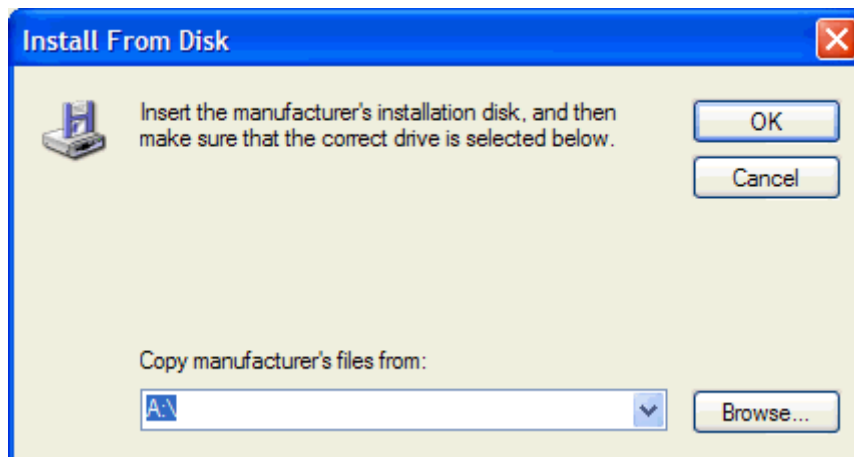 Install From Disk
Insert the manufacturer's installation disk, and then
make sure that the correct drive is selected below.
OK
Cancel
Copy manufacturer's files from:
A:\
Browse...